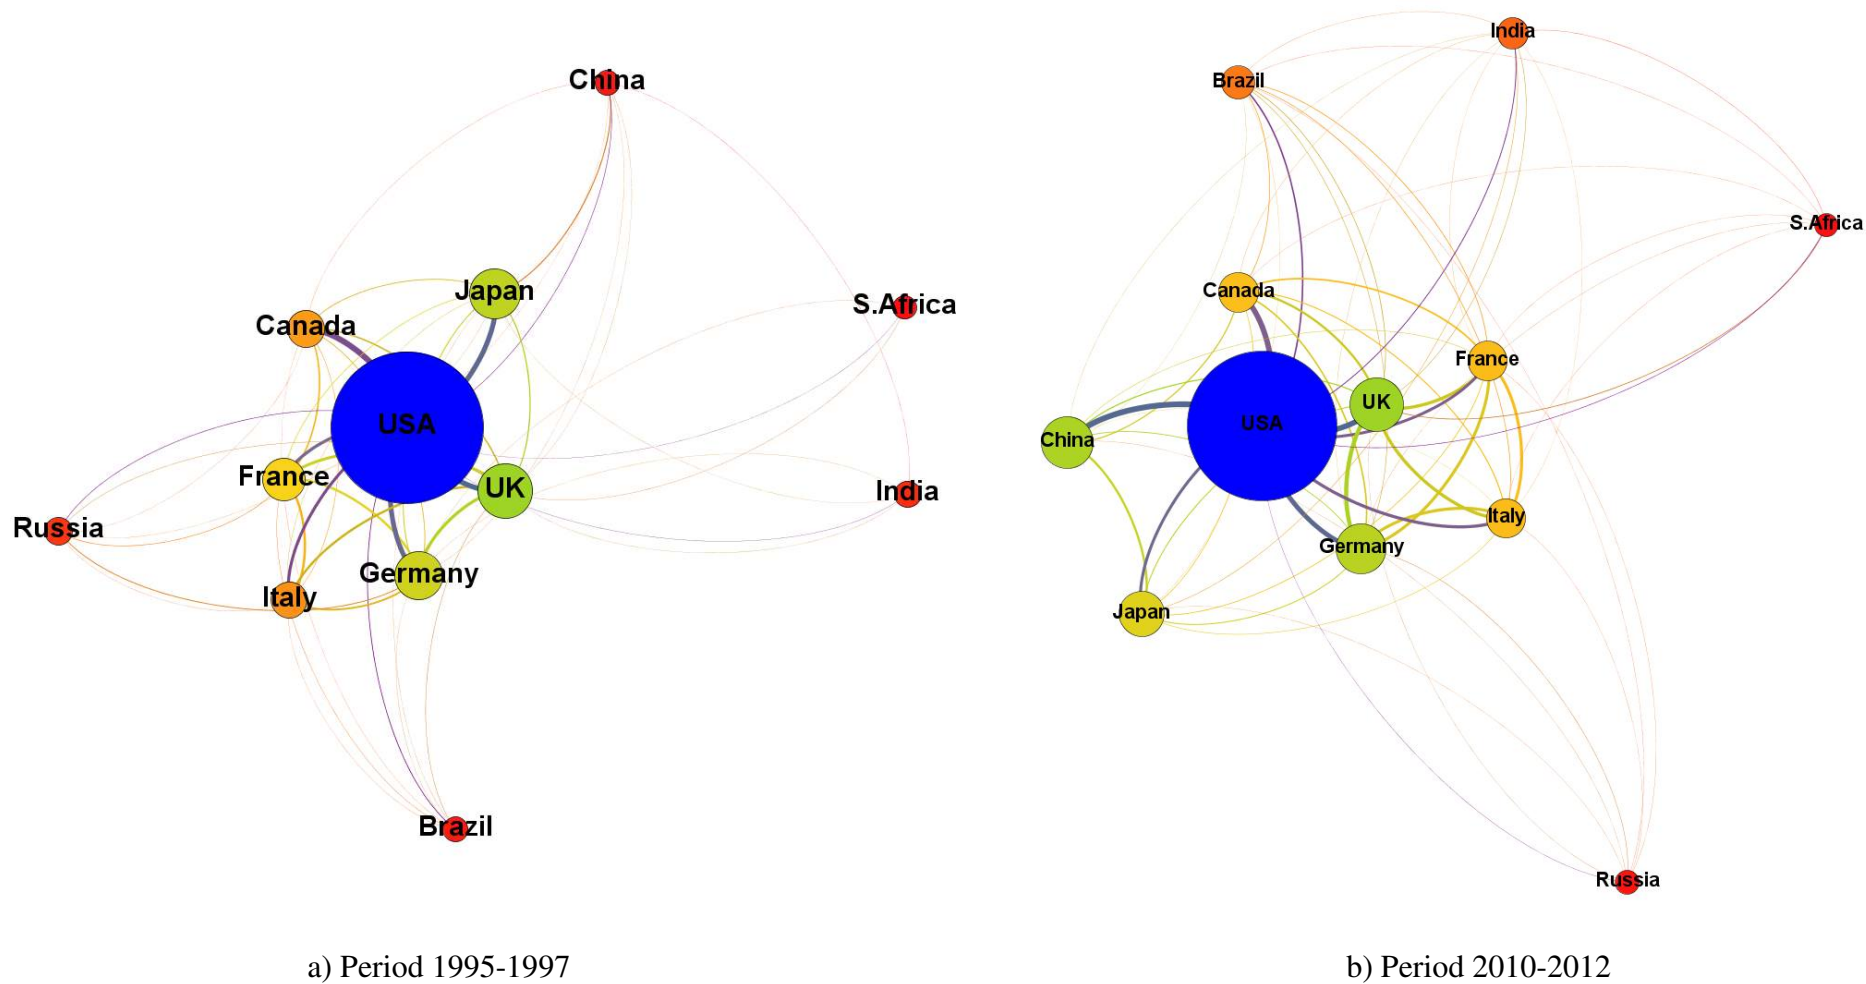 China
Japan
Canada
S.Africa
USA
France
UK
India
Russia
Germany
Italy
Brazil
a) Period 1995-1997
India
Brazil
S.Africa
Canada
France
UK
USA
China
Italy
Germany
Japan
Russia
b) Period 2010-2012